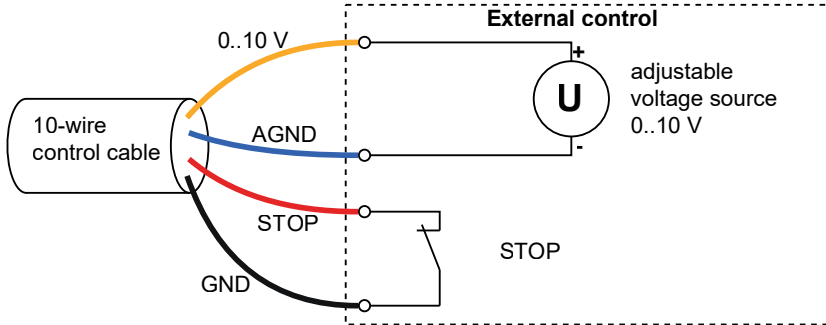 External control
0..10 V
+
U
-
adjustable
voltage source
0..10 V
10-wire
control cable
AGND
STOP
STOP
GND